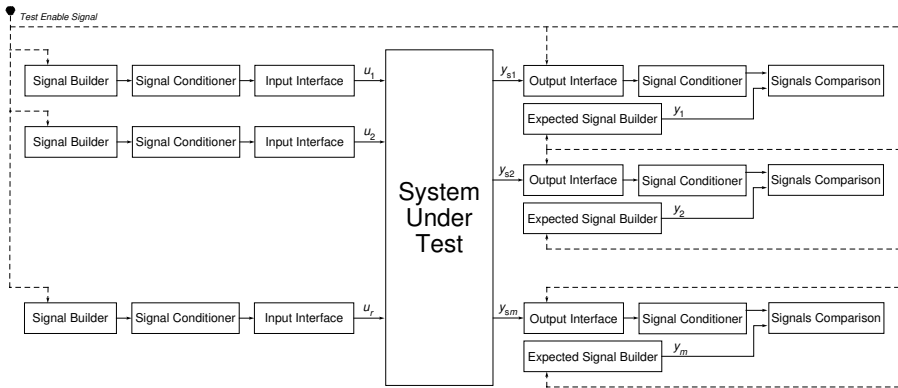 Test Enable Signal
Signal Builder Signal Conditioner Input Interface u1 ys1 Output Interface Signal Conditioner Signals Comparison
Expected Signal Builder y1
Signal Builder Signal Conditioner Input Interface u2
System
Under
Test
ys2 Output Interface Signal Conditioner Signals Comparison
Expected Signal Builder y2
Signal Builder Signal Conditioner Input Interface ur ysm Output Interface Signal Conditioner Signals Comparison
Expected Signal Builder ym